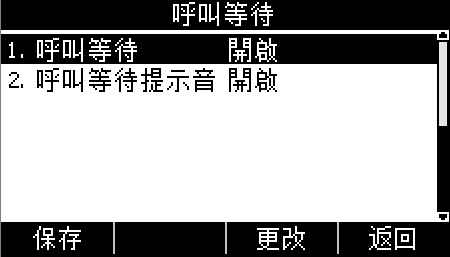 呼叫等待
1. 呼叫等待 開啟
2. 呼叫等待提示音 開啟
保存 更改 返回